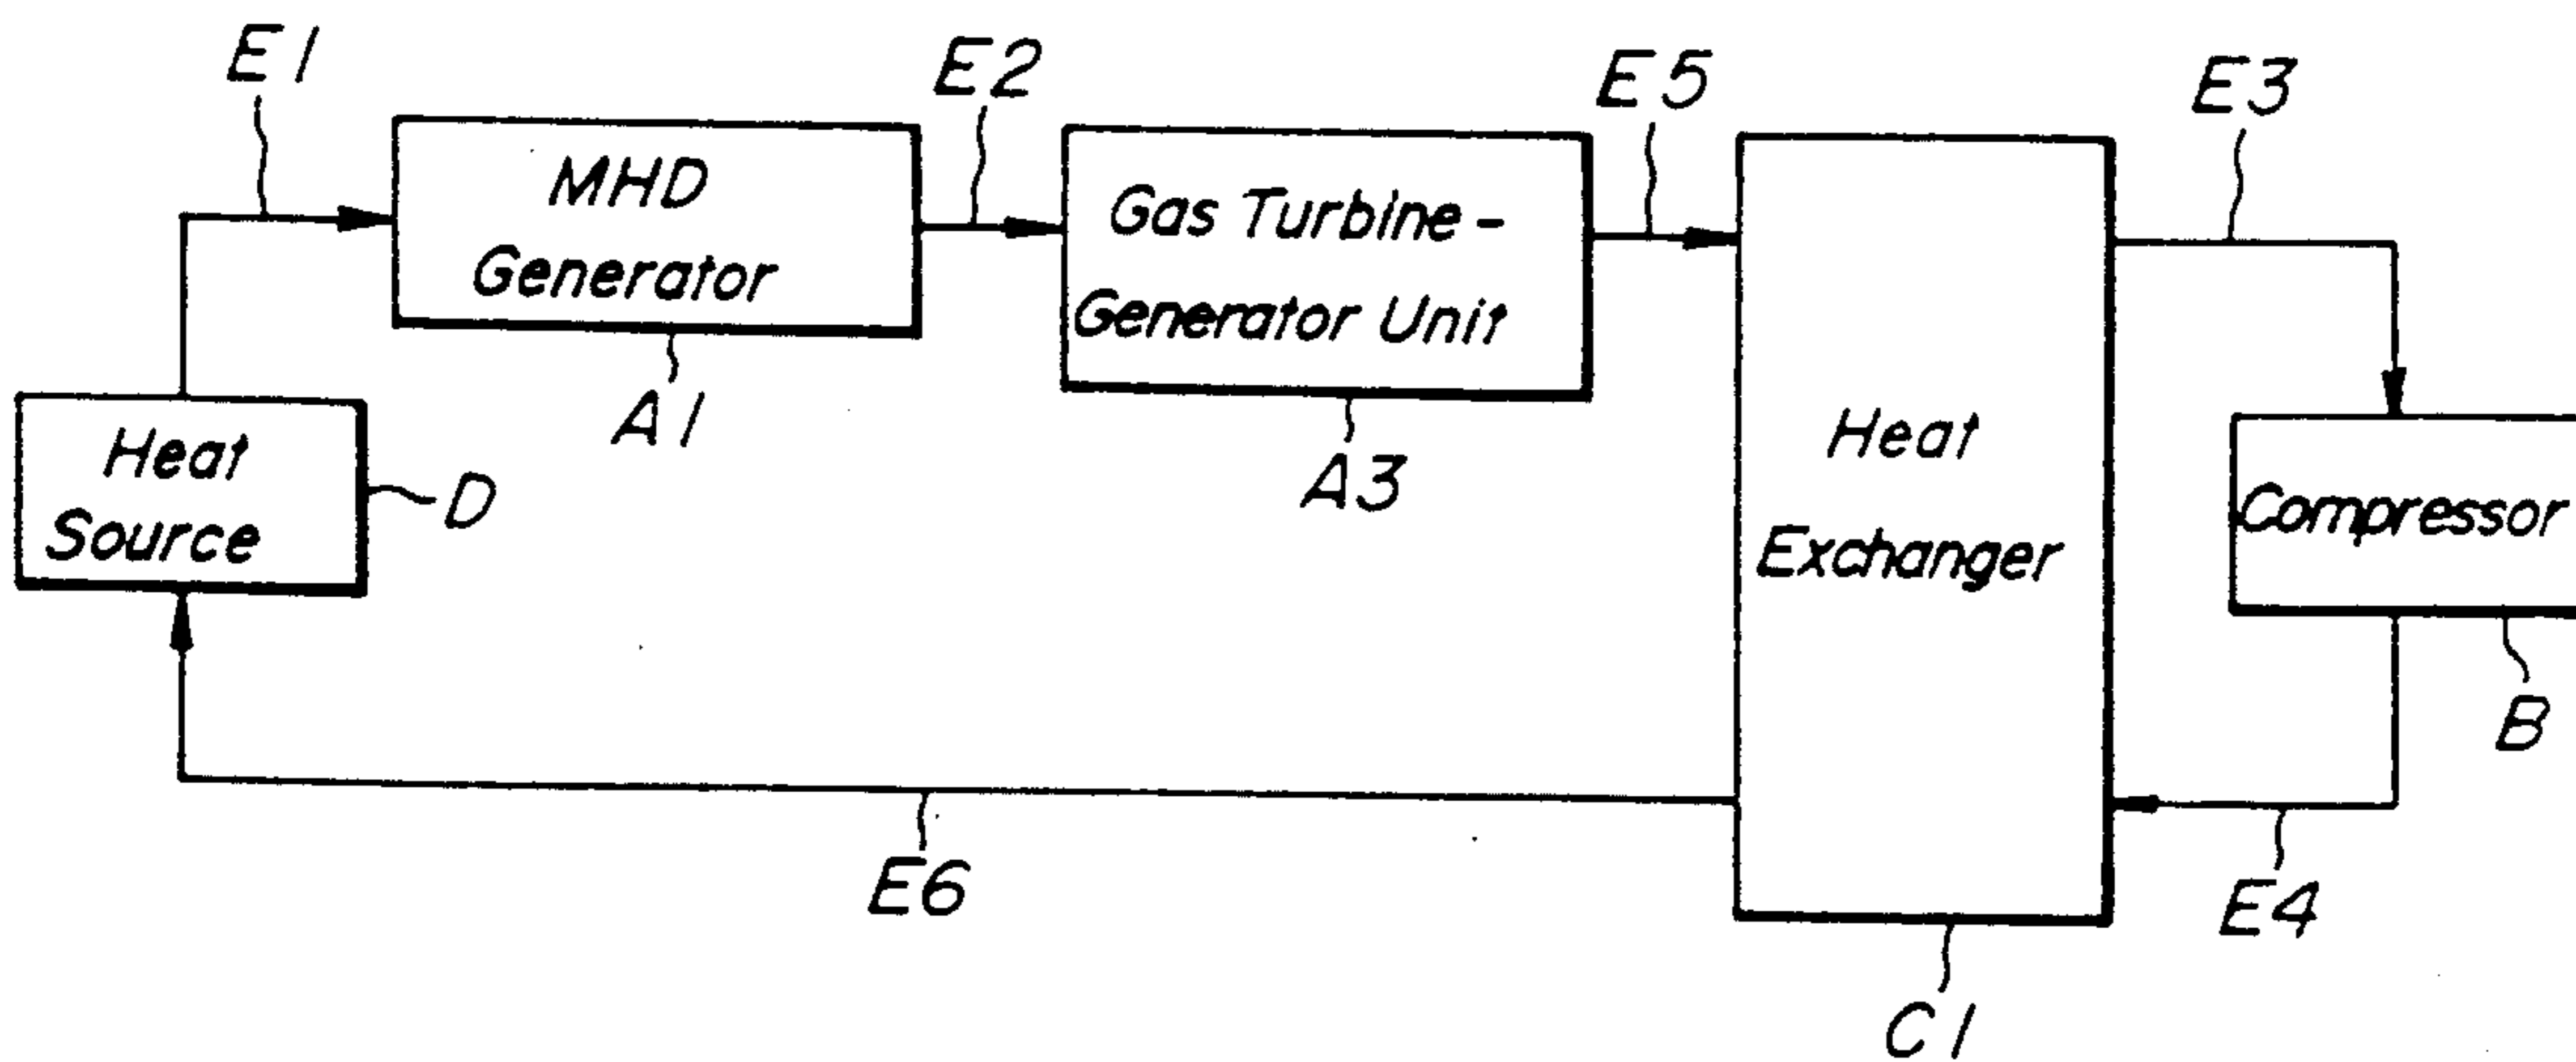 E1
E2
E5
E3
MHD
Generator
Gas Turbine-
Generator Unit
A1
A3
Heat
Source
D
Heat
Exchanger
Compressor
B
E6
E4
C1